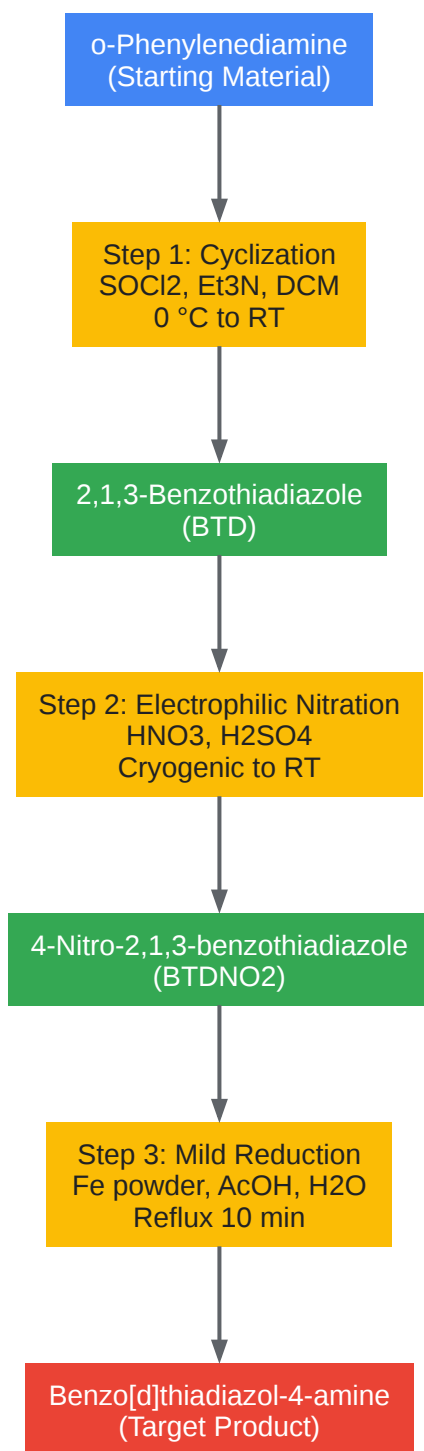 o-Phenylenediamine
(Starting Material)
Step 1: Cyclization
SOCl2, Et3N, DCM
0 °C to RT
2,1,3-Benzothiadiazole
(BTD)
Step 2: Electrophilic Nitration
HNO3, H2SO4
Cryogenic to RT
4-Nitro-2,1,3-benzothiadiazole
(BTDNO2)
Step 3: Mild Reduction
Fe powder, AcOH, H2O
Reflux 10 min
Benzo[d]thiadiazol-4-amine
(Target Product)